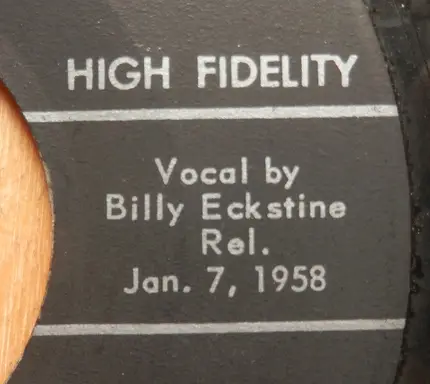 HIGH FIDELITY
Vocal by
Billy Eckstine
Rel.
Jan. 7, 1958